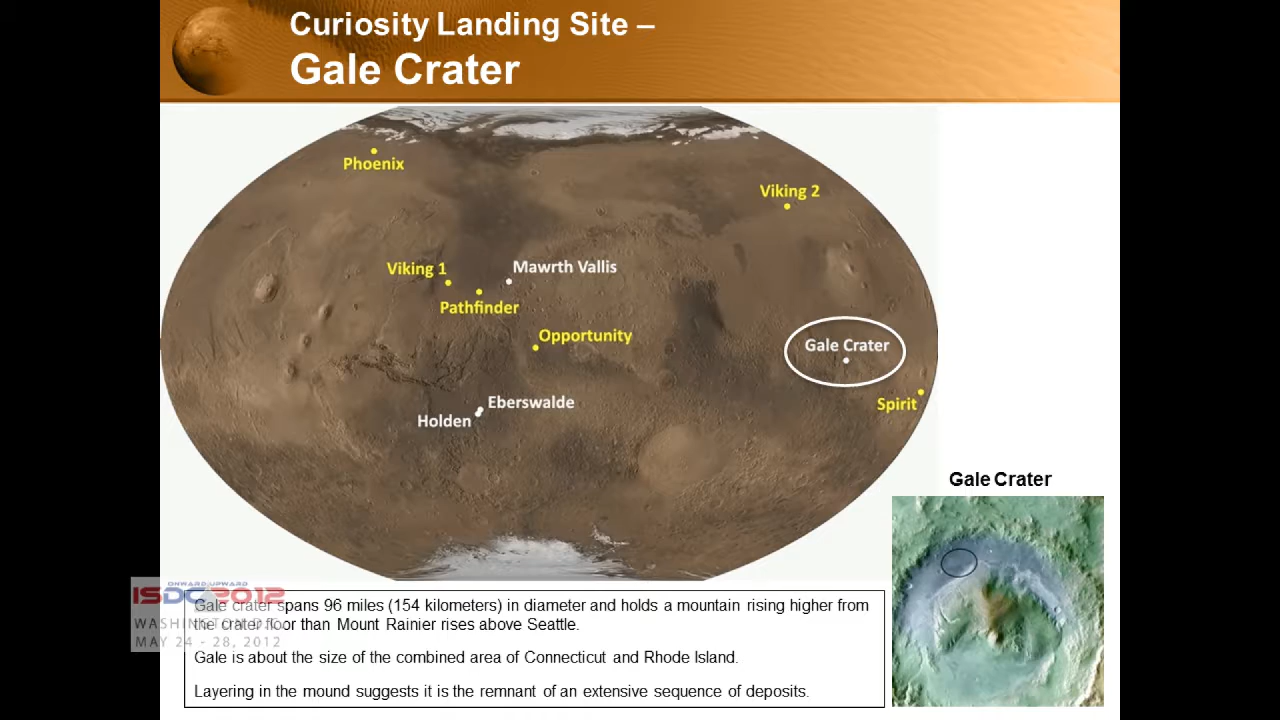 Curiosity Landing Site –
Gale Crater
Phoenix
Viking 2
Viking 1
Mawrth Vallis
Pathfinder
Opportunity
Gale Crater
Spirit
Eberswalde
Holden
Gale Crater
ONWARD UPWARD
ISDC 2012
WASHINGTON D.C.
MAY 24 - 28, 2012
Gale crater spans 96 miles (154 kilometers) in diameter and holds a mountain rising higher from
the crater floor than Mount Rainier rises above Seattle.
Gale is about the size of the combined area of Connecticut and Rhode Island.
Layering in the mound suggests it is the remnant of an extensive sequence of deposits.